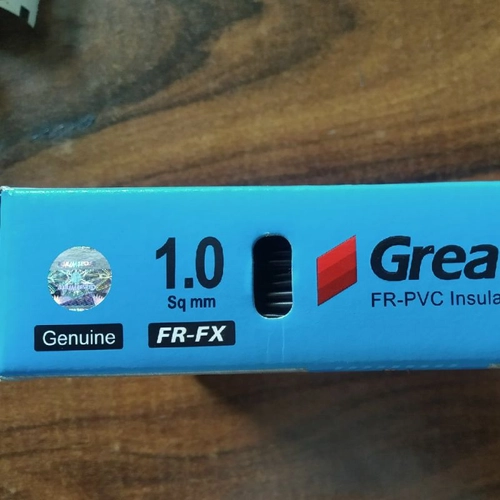 1.0
Sq mm
Genuine
FR-FX
Grea
FR-PVC Insula